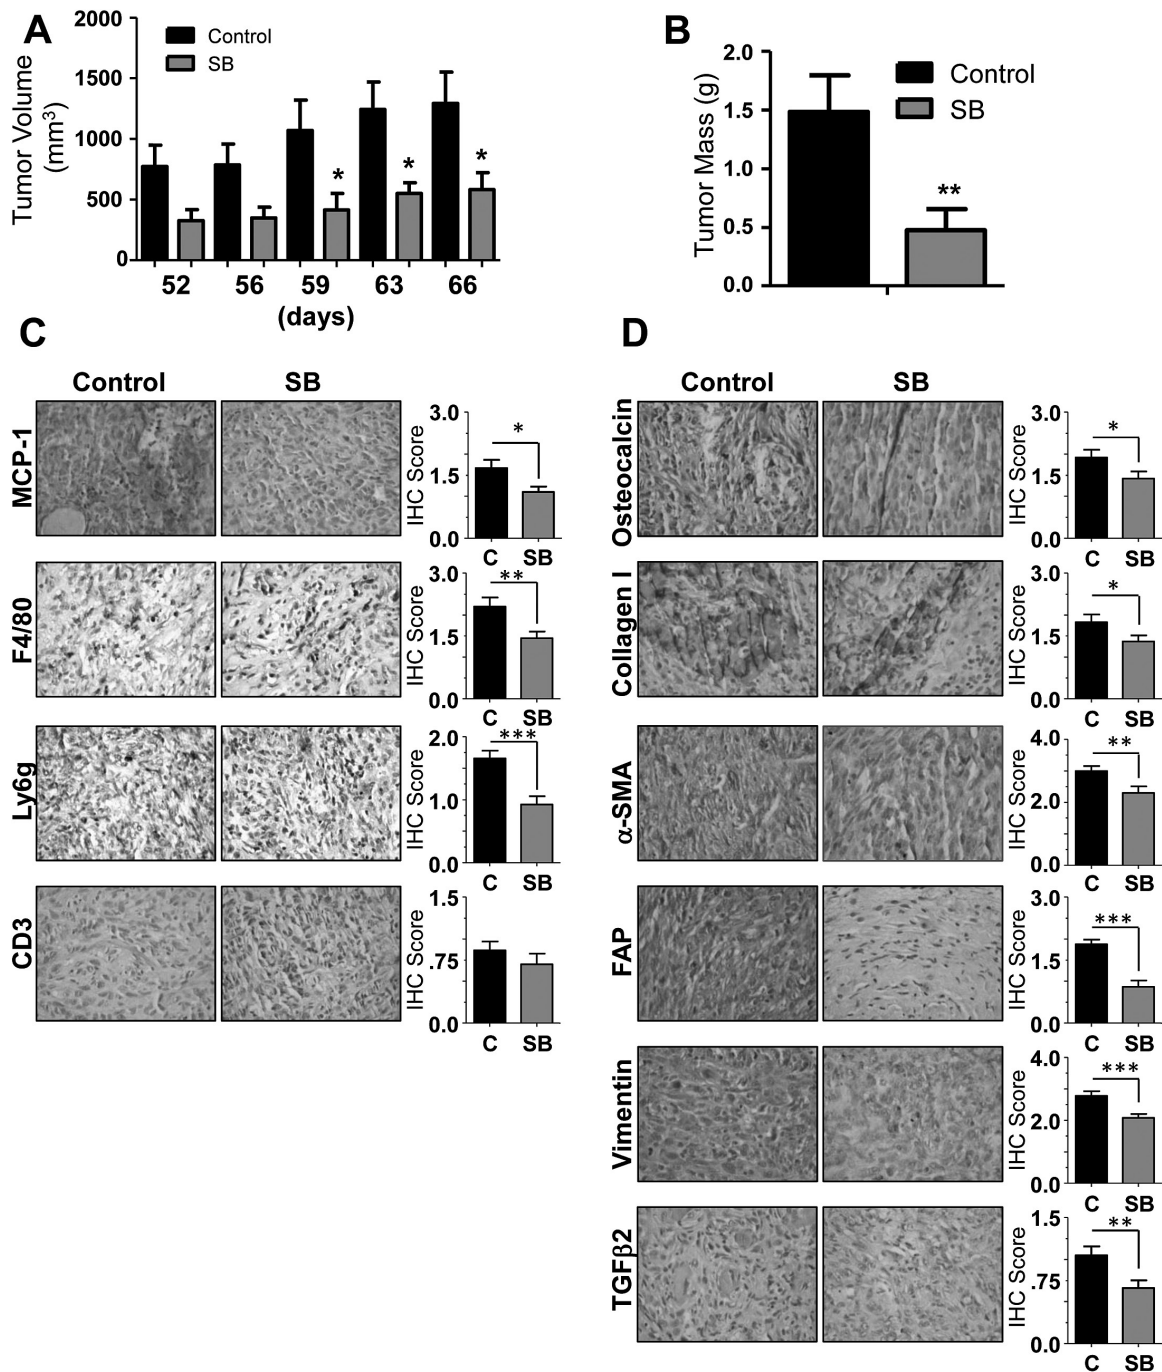 A
Tumor Volume
(mm3)
2000
1500
1000
500
0
Control
SB
*
*
*
52 56 59 63 66
(days)
B
Tumor Mass (g)
2.0
1.5
1.0
0.5
0.0
Control
SB
**
C
Control SB
MCP-1
IHC Score
3.0
1.5
0.0
*
C SB
F4/80
IHC Score
3.0
1.5
0.0
**
C SB
Ly6g
IHC Score
2.0
1.0
0.0
***
C SB
CD3
IHC Score
1.5
.75
0.0
C SB
D
Control SB
Osteocalcin
IHC Score
3.0
1.5
0.0
*
C SB
Collagen I
IHC Score
3.0
1.5
0.0
*
C SB
α-SMA
IHC Score
4.0
2.0
0.0
**
C SB
FAP
IHC Score
3.0
1.5
0.0
***
C SB
Vimentin
IHC Score
4.0
2.0
0.0
***
C SB
TGFβ2
IHC Score
1.5
.75
0.0
**
C SB